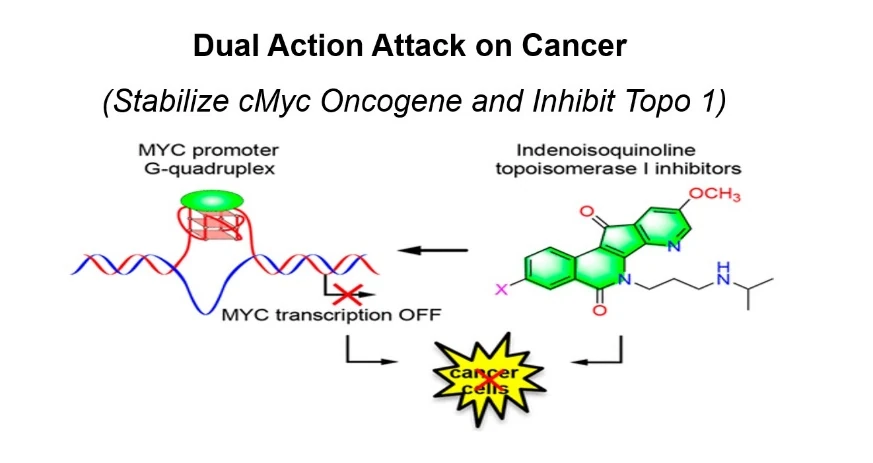 Dual Action Attack on Cancer
(Stabilize cMyc Oncogene and Inhibit Topo 1)
MYC promoter
G-quadruplex
Indenoisoquinoline
topoisomerase I inhibitors
OCH₃
O
N
X
N
H
N
O
MYC transcription OFF
cancer
cells